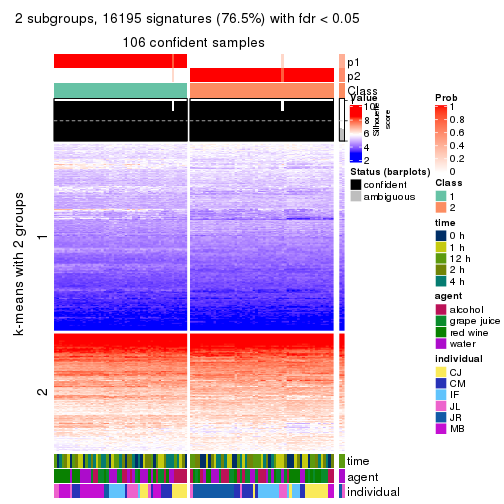 2 subgroups, 16195 signatures (76.5%) with fdr < 0.05
106 confident samples
p1
p2
Class
1
2
k-means with 2 groups
time
agent
individual
Value
10
8
6
4
2
Silhouette
score
Status (barplots)
confident
ambiguous
Prob
1
0.8
0.6
0.4
0.2
0
Class
1
2
time
0 h
1 h
12 h
2 h
4 h
agent
alcohol
grape juice
red wine
water
individual
CJ
CM
IF
JL
JR
MB